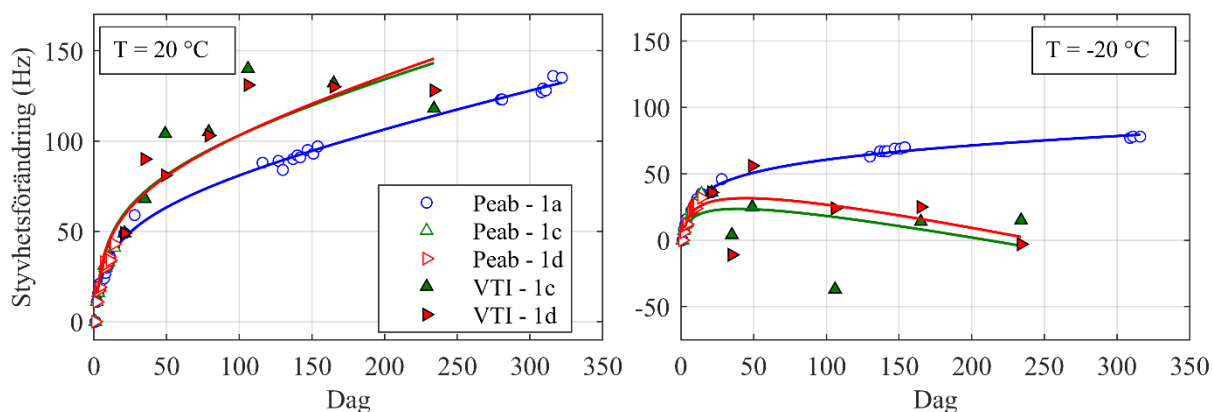 T = 20 °C
Styvhetsförändring (Hz)
150
100
50
0
0 50 100 150 200 250 300 350
Dag
Peab - 1a
Peab - 1c
Peab - 1d
VTI - 1c
VTI - 1d
T = -20 °C
150
100
50
0
-50
0 50 100 150 200 250 300 350
Dag